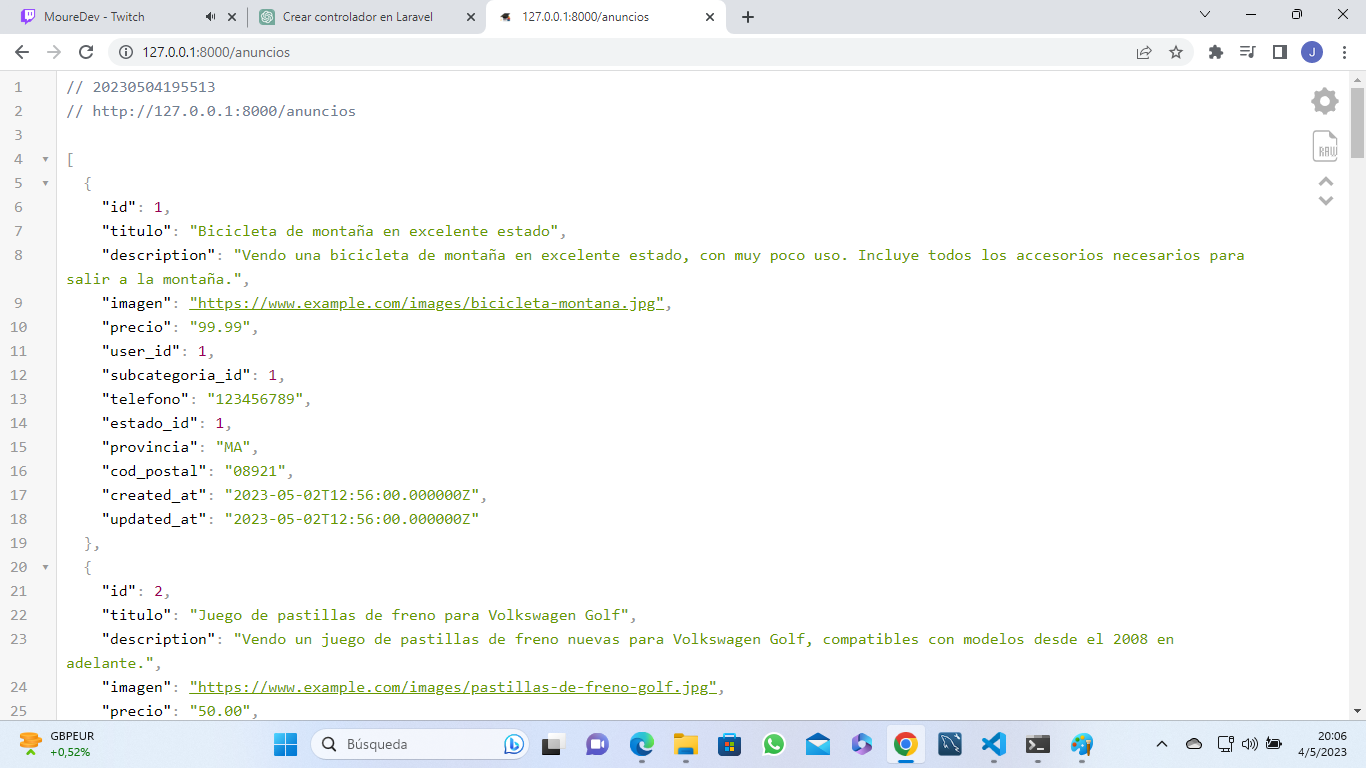 MoureDev - Twitch
Crear controlador en Laravel
127.0.0.1:8000/anuncios
127.0.0.1:8000/anuncios
J
1 // 20230504195513
2 // http://127.0.0.1:8000/anuncios
3
4 [
5 {
6 "id": 1,
7 "titulo": "Bicicleta de montaña en excelente estado",
8 "description": "Vendo una bicicleta de montaña en excelente estado, con muy poco uso. Incluye todos los accesorios necesarios para
salir a la montaña.",
9 "imagen": "https://www.example.com/images/bicicleta-montana.jpg",
10 "precio": "99.99",
11 "user_id": 1,
12 "subcategoria_id": 1,
13 "telefono": "123456789",
14 "estado_id": 1,
15 "provincia": "MA",
16 "cod_postal": "08921",
17 "created_at": "2023-05-02T12:56:00.000000Z",
18 "updated_at": "2023-05-02T12:56:00.000000Z"
19 },
20 {
21 "id": 2,
22 "titulo": "Juego de pastillas de freno para Volkswagen Golf",
23 "description": "Vendo un juego de pastillas de freno nuevas para Volkswagen Golf, compatibles con modelos desde el 2008 en
adelante.",
24 "imagen": "https://www.example.com/images/pastillas-de-freno-golf.jpg",
25 "precio": "50.00",
RAW
GBPEUR
+0,52%
Búsqueda
20:06
4/5/2023